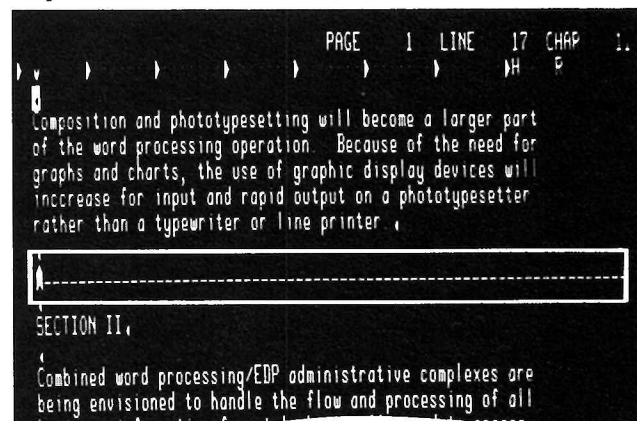 PAGE 1 LINE 17 CHAP 1.
H R
Composition and phototypesetting will become a larger part
of the word processing operation. Because of the need for
graphs and charts, the use of graphic display devices will
inccrease for input and rapid output on a phototypesetter
rather than a typewriter or line printer.
SECTION II
Combined word processing/EDP administrative complexes are
being envisioned to handle the flow and processing of all